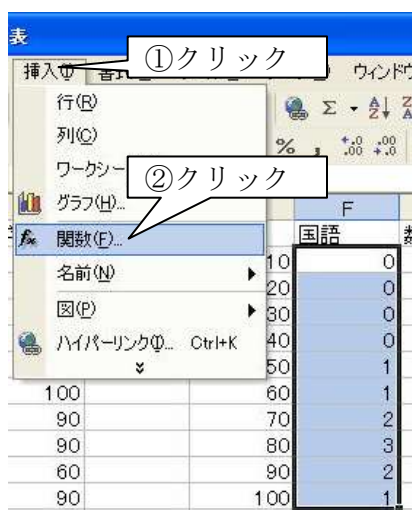 表
①クリック
挿入(I)
ウィンドウ
行(R)
列(C)
Σ
% ,
ワークシー
②クリック
グラフ(H)...
F
fx 関数(F)...
国語
名前(N)
10 0
20 0
図(P)
30 0
ハイパーリンク(I)... Ctrl+K
40 0
50 1
100 60 1
90 70 2
90 80 3
60 90 2
90 100 1